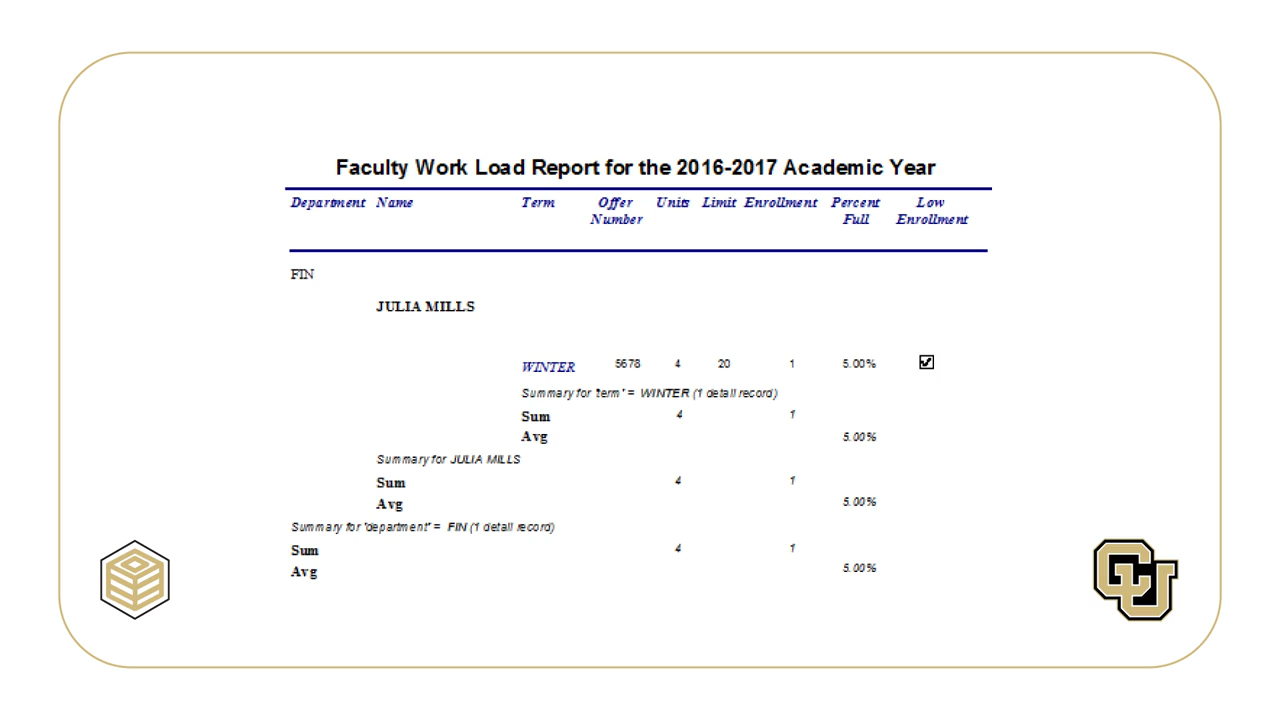 Faculty Work Load Report for the 2016-2017 Academic Year
Department Name Term Offer Number Units Limit Enrollment Percent Full Low Enrollment
FIN
JULIA MILLS
WINTER 5678 4 20 1 5.00%
Summary for 'term' = WINTER (1 detail record)
Sum 4 1
Avg 5.00%
Summary for JULIA MILLS
Sum 4 1
Avg 5.00%
Summary for 'department' = FIN (1 detail record)
Sum 4 1
Avg 5.00%
CU